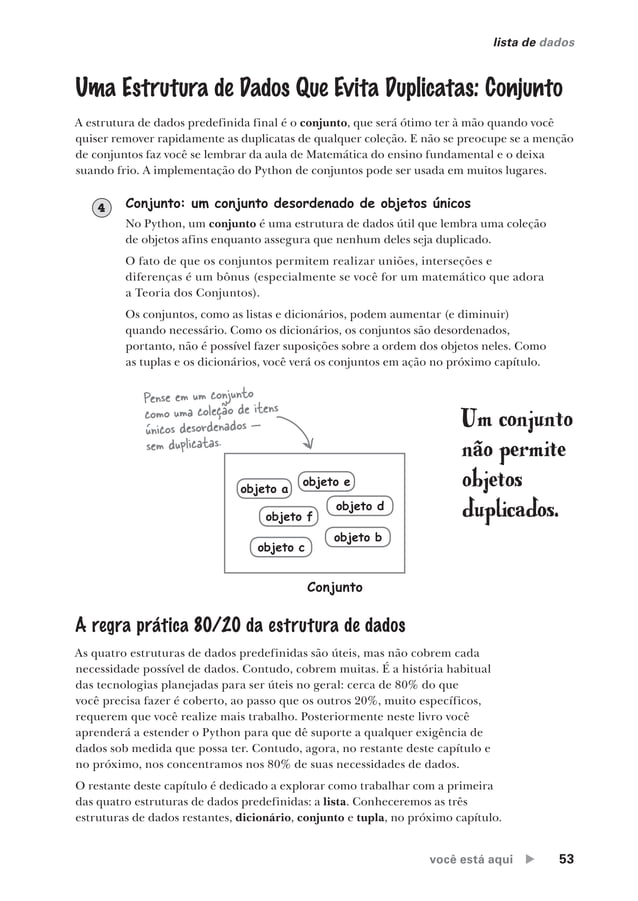 lista de dados
Uma Estrutura de Dados Que Evita Duplicatas: Conjunto
A estrutura de dados predefinida final é o conjunto, que será ótimo ter à mão quando você
quiser remover rapidamente as duplicatas de qualquer coleção. E não se preocupe se a menção
de conjuntos faz você se lembrar da aula de Matemática do ensino fundamental e o deixa
suando frio. A implementação do Python de conjuntos pode ser usada em muitos lugares.
4
Conjunto: um conjunto desordenado de objetos únicos
No Python, um conjunto é uma estrutura de dados útil que lembra uma coleção
de objetos afins enquanto assegura que nenhum deles seja duplicado.
O fato de que os conjuntos permitem realizar uniões, interseções e
diferenças é um bônus (especialmente se você for um matemático que adora
a Teoria dos Conjuntos).
Os conjuntos, como as listas e dicionários, podem aumentar (e diminuir)
quando necessário. Como os dicionários, os conjuntos são desordenados,
portanto, não é possível fazer suposições sobre a ordem dos objetos neles. Como
as tuplas e os dicionários, você verá os conjuntos em ação no próximo capítulo.
Pense em um conjunto
como uma coleção de itens
únicos desordenados —
sem duplicatas.
Um conjunto
não permite
objetos
duplicados.
objeto a
objeto e
objeto d
objeto f
objeto b
objeto c
Conjunto
A regra prática 80/20 da estrutura de dados
As quatro estruturas de dados predefinidas são úteis, mas não cobrem cada
necessidade possível de dados. Contudo, cobrem muitas. É a história habitual
das tecnologias planejadas para ser úteis no geral: cerca de 80% do que
você precisa fazer é coberto, ao passo que os outros 20%, muito específicos,
requerem que você realize mais trabalho. Posteriormente neste livro você
aprenderá a estender o Python para que dê suporte a qualquer exigência de
dados sob medida que possa ter. Contudo, agora, no restante deste capítulo e
no próximo, nos concentramos nos 80% de suas necessidades de dados.
O restante deste capítulo é dedicado a explorar como trabalhar com a primeira
das quatro estruturas de dados predefinidas: a lista. Conheceremos as três
estruturas de dados restantes, dicionário, conjunto e tupla, no próximo capítulo.
você está aqui ▶ 53